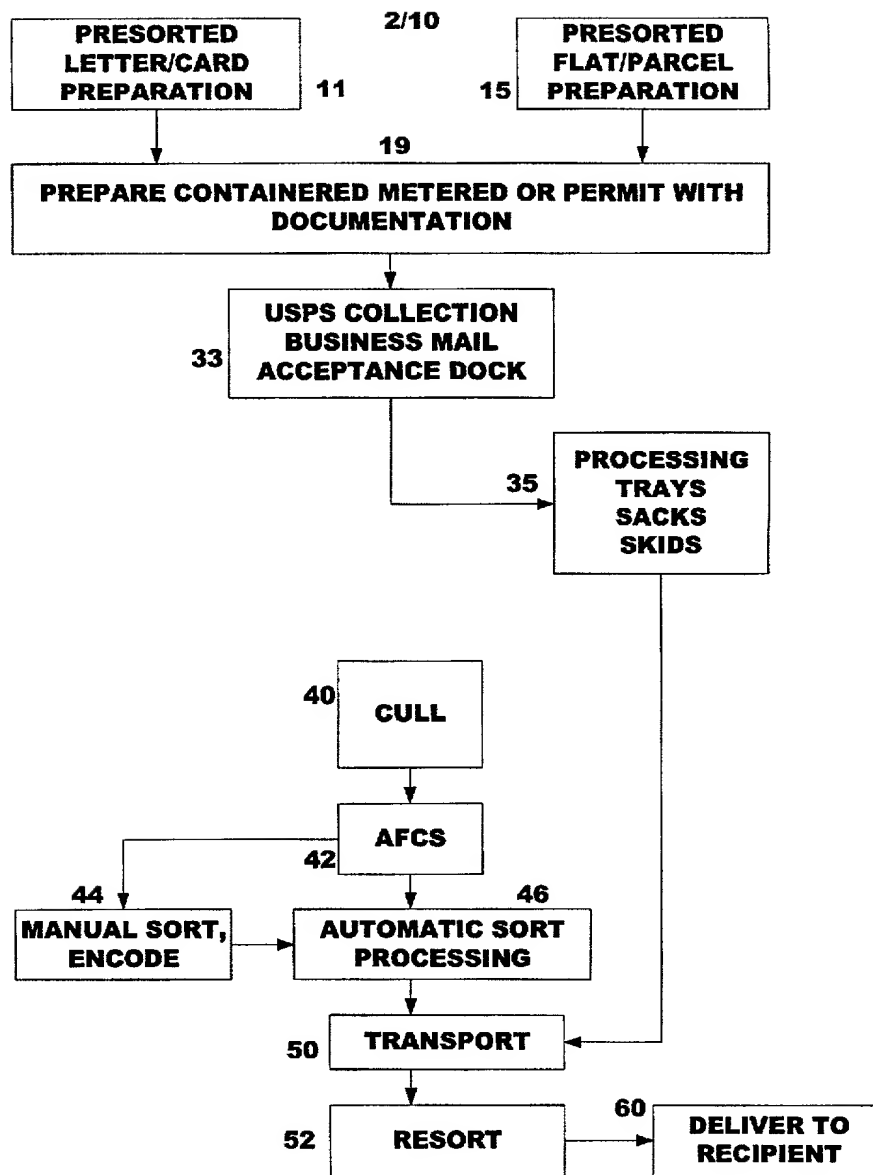 2/10
PRESORTED
LETTER/CARD
PREPARATION
11
PRESORTED
FLAT/PARCEL
PREPARATION
15
19
PREPARE CONTAINERED METERED OR PERMIT WITH
DOCUMENTATION
USPS COLLECTION
BUSINESS MAIL
ACCEPTANCE DOCK
33
PROCESSING
TRAYS
SACKS
SKIDS
35
40
CULL
AFCS
42
44
MANUAL SORT,
ENCODE
46
AUTOMATIC SORT
PROCESSING
TRANSPORT
50
RESORT
52
60
DELIVER TO
RECIPIENT